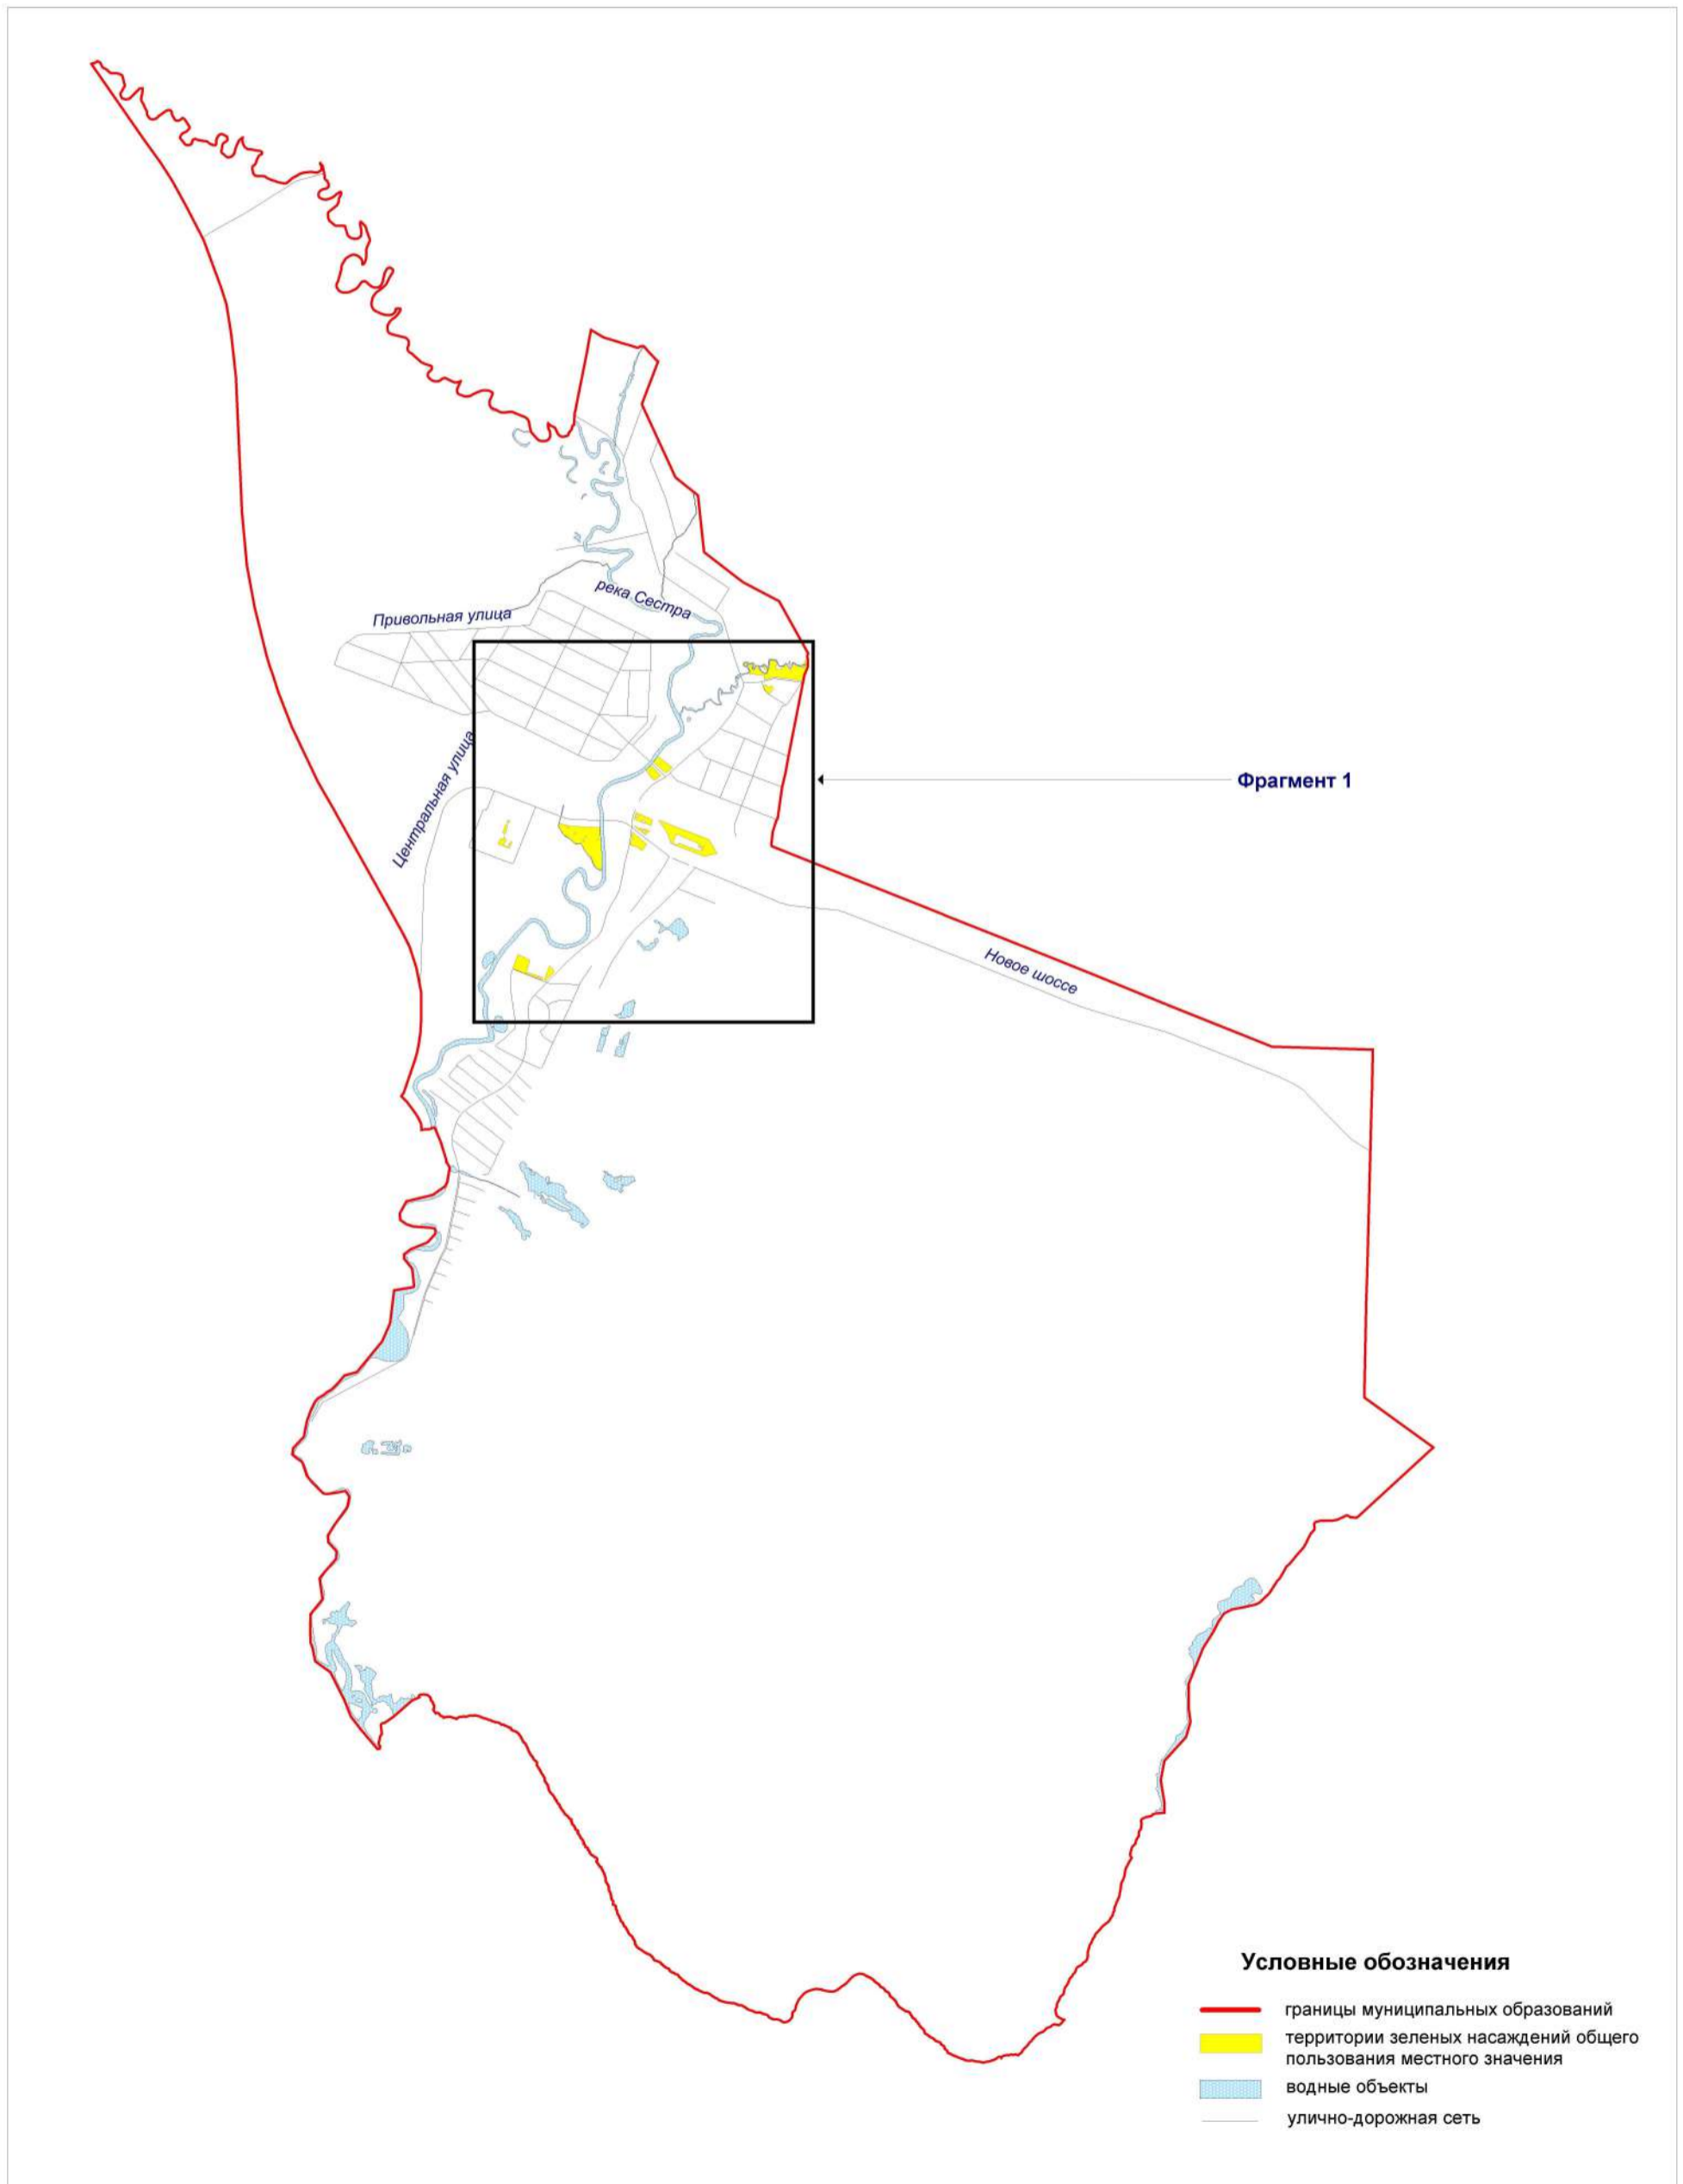 река Сестра
Привольная улица
Центральная улица
Фрагмент 1
Новое шоссе
Условные обозначения
границы муниципальных образований
территории зеленых насаждений общего
пользования местного значения
водные объекты
улично-дорожная сеть